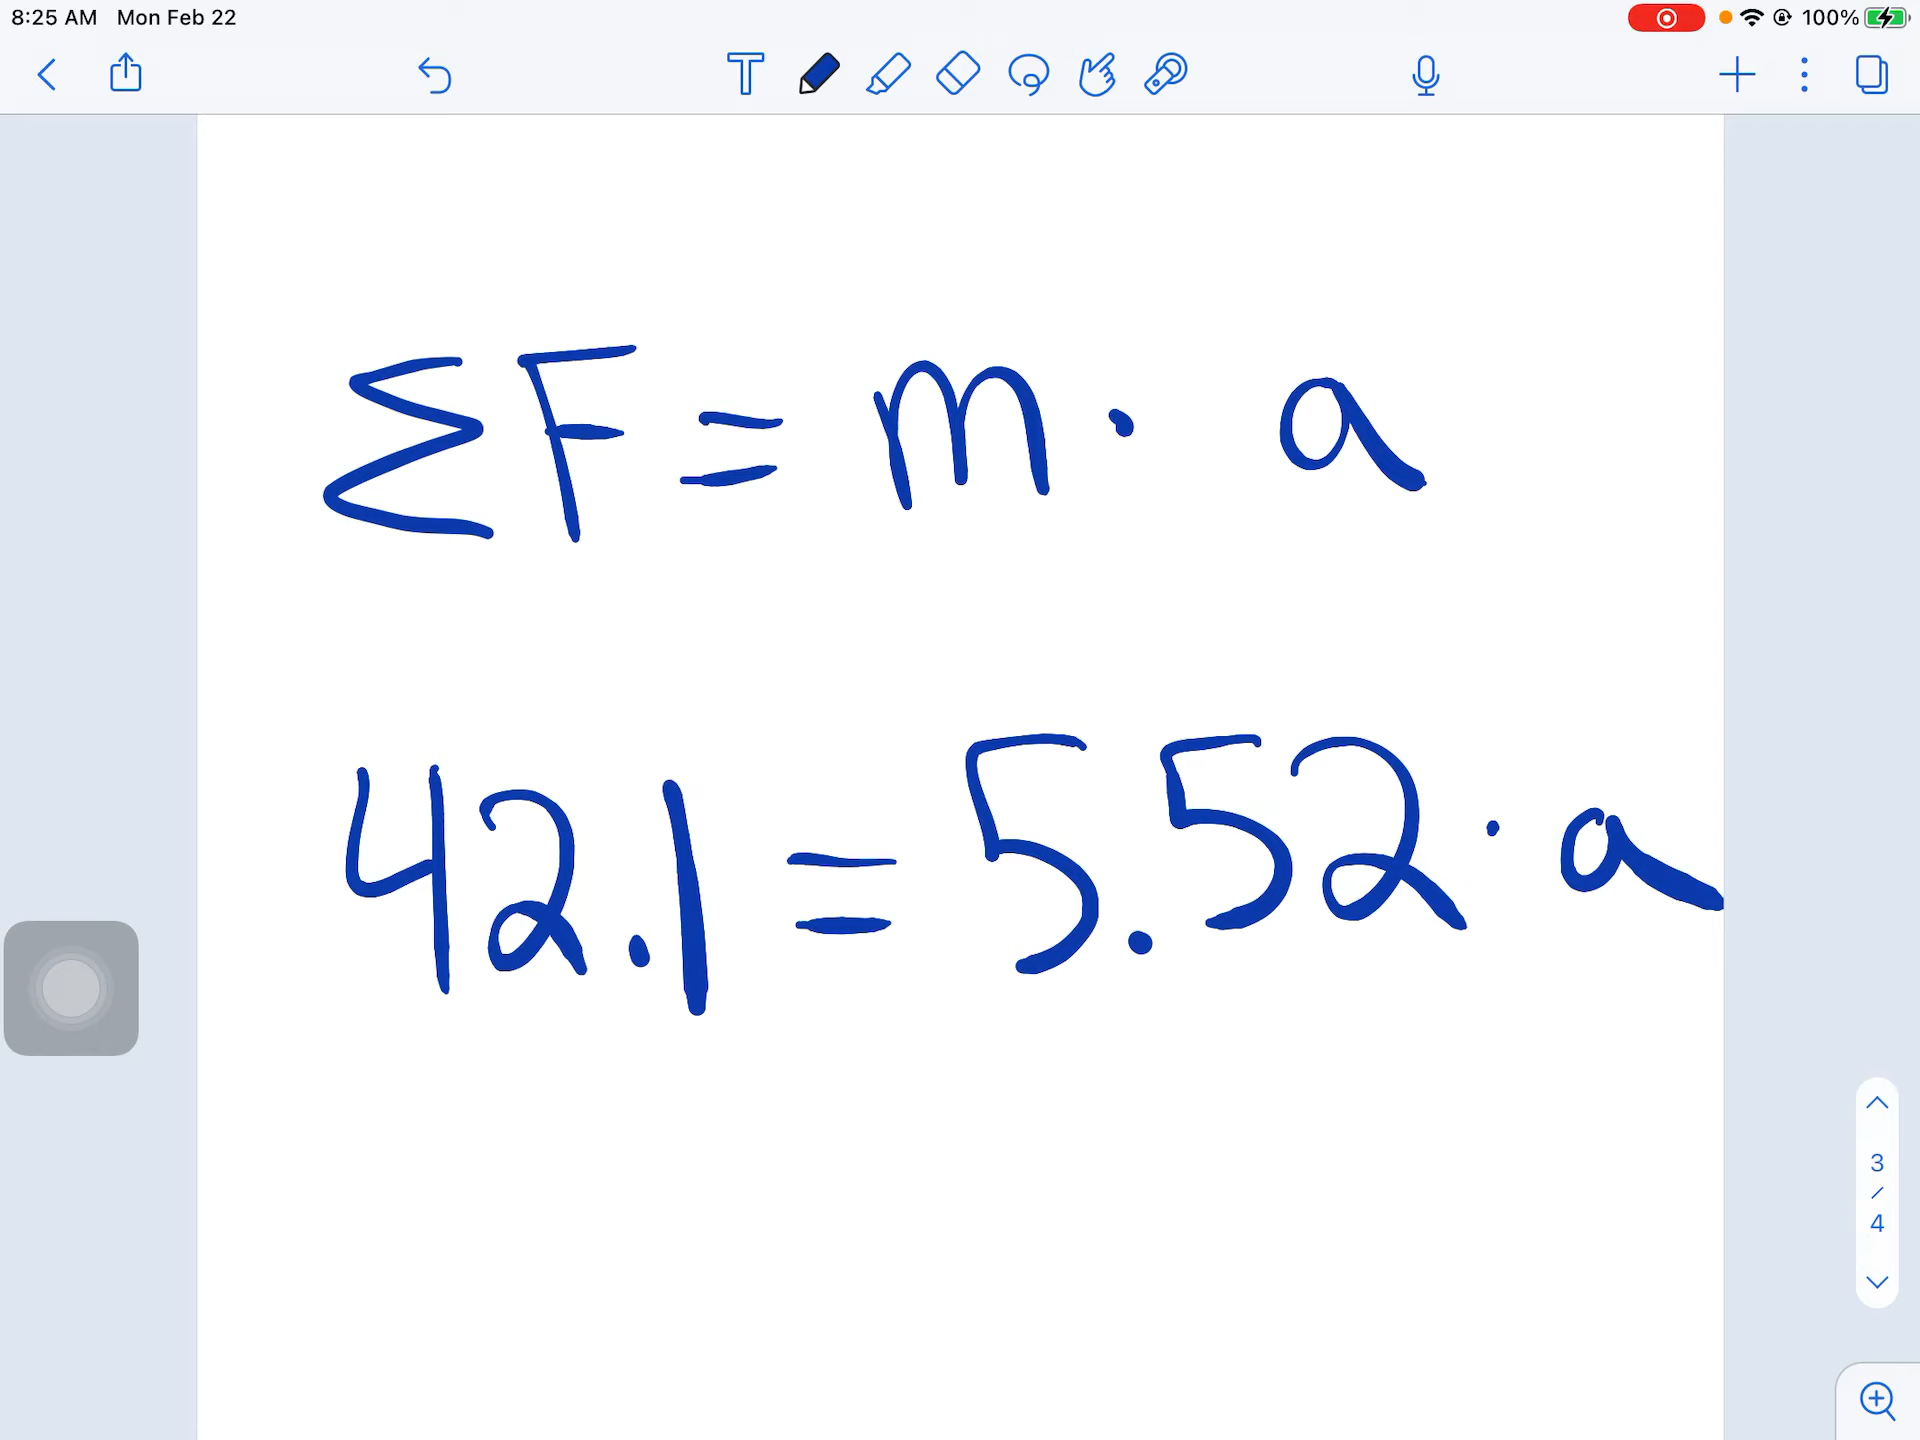 8:25 AM Mon Feb 22
100%
T
ΣF = m · a
42.1 = 5.52 · a
3
/
4